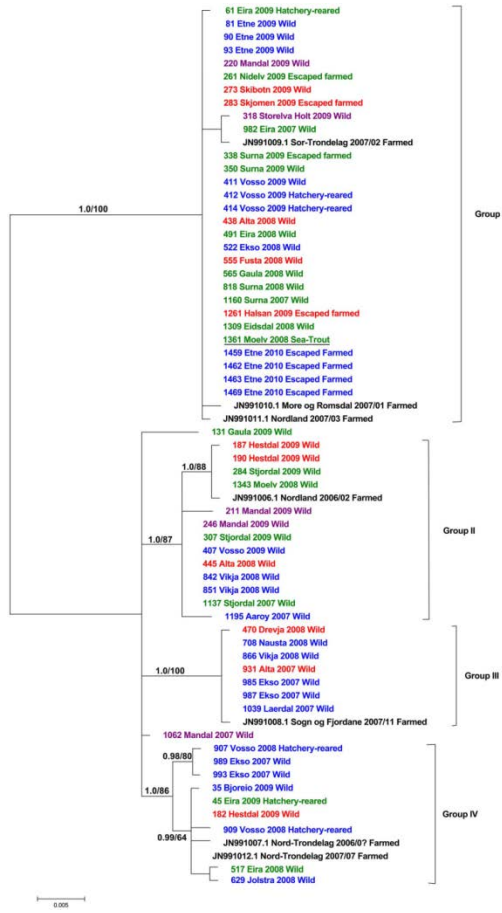 61 Eira 2009 Hatchery-reared
81 Etne 2009 Wild
90 Etne 2009 Wild
93 Etne 2009 Wild
220 Mandal 2009 Wild
261 Nidelv 2009 Escaped farmed
273 Skibotn 2009 Wild
283 Skjomen 2009 Escaped farmed
318 Storelva Holt 2009 Wild
982 Eira 2007 Wild
JN991009.1 Sor-Trondelag 2007/02 Farmed
338 Surna 2009 Escaped farmed
350 Surna 2009 Wild
411 Vosso 2009 Wild
412 Vosso 2009 Hatchery-reared
1.0/100
Group
414 Vosso 2009 Hatchery-reared
438 Alta 2008 Wild
491 Eira 2008 Wild
522 Ekso 2008 Wild
555 Fusta 2008 Wild
565 Gaula 2008 Wild
818 Surna 2008 Wild
1160 Surna 2007 Wild
1261 Halsan 2009 Escaped farmed
1309 Eidsdal 2008 Wild
1361 Moelv 2008 Sea-Trout
1459 Etne 2010 Escaped Farmed
1462 Etne 2010 Escaped Farmed
1463 Etne 2010 Escaped Farmed
1469 Etne 2010 Escaped Farmed
JN991010.1 More og Romsdal 2007/01 Farmed
JN991011.1 Nordland 2007/03 Farmed
131 Gaula 2009 Wild
187 Hestdal 2009 Wild
190 Hestdal 2009 Wild
1.0/88
284 Stjordal 2009 Wild
1343 Moelv 2008 Wild
JN991006.1 Nordland 2006/02 Farmed
211 Mandal 2009 Wild
246 Mandal 2009 Wild
Group II
307 Stjordal 2009 Wild
1.0/87
407 Vosso 2009 Wild
445 Alta 2008 Wild
842 Vikja 2008 Wild
851 Vikja 2008 Wild
1137 Stjordal 2007 Wild
1195 Aaroy 2007 Wild
470 Drevja 2008 Wild
708 Nausta 2008 Wild
866 Vikja 2008 Wild
1.0/100
931 Alta 2007 Wild
Group III
985 Ekso 2007 Wild
987 Ekso 2007 Wild
1039 Laerdal 2007 Wild
JN991008.1 Sogn og Fjordane 2007/11 Farmed
1062 Mandal 2007 Wild
907 Vosso 2008 Hatchery-reared
0.98/80
989 Ekso 2007 Wild
993 Ekso 2007 Wild
1.0/86
35 Bjoreio 2009 Wild
45 Eira 2009 Hatchery-reared
182 Hestdal 2009 Wild
Group IV
909 Vosso 2008 Hatchery-reared
0.99/64
JN991007.1 Nord-Trondelag 2006/0? Farmed
JN991012.1 Nord-Trondelag 2007/07 Farmed
517 Eira 2008 Wild
629 Jolstra 2008 Wild
0.005